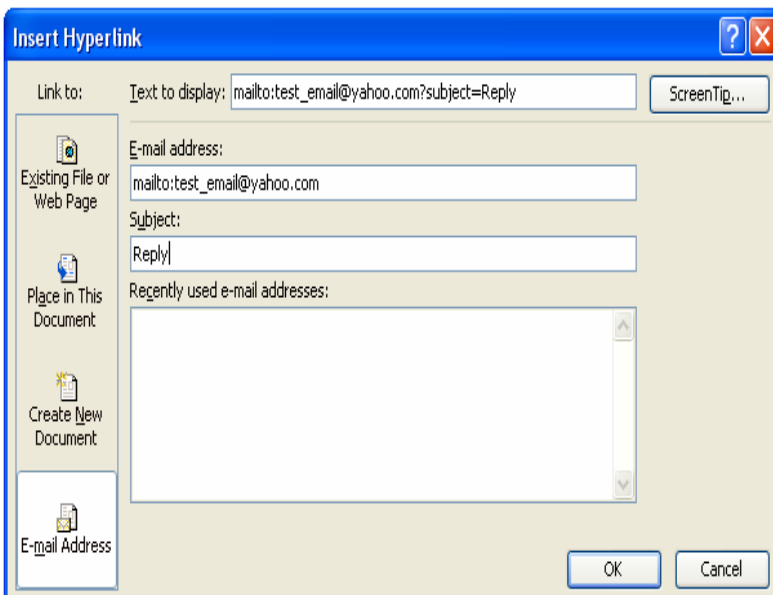 Insert Hyperlink
Link to:
Text to display: mailto:test_email@yahoo.com?subject=Reply
ScreenTip...
Existing File or
Web Page
Place in This
Document
Create New
Document
E-mail Address
E-mail address:
mailto:test_email@yahoo.com
Subject:
Reply
Recently used e-mail addresses:
OK
Cancel